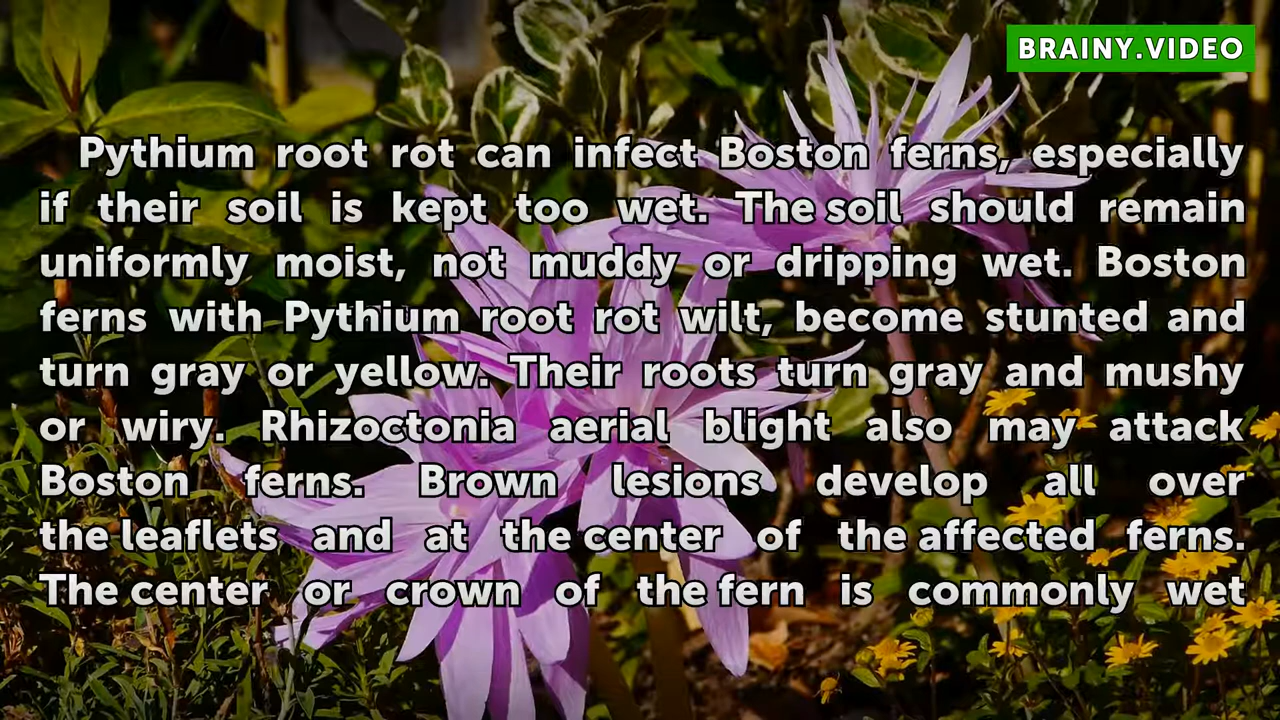 BRAINY.VIDEO
Pythium root rot can infect Boston ferns, especially
if their soil is kept too wet. The soil should remain
uniformly moist, not muddy or dripping wet. Boston
ferns with Pythium root rot wilt, become stunted and
turn gray or yellow. Their roots turn gray and mushy
or wiry. Rhizoctonia aerial blight also may attack
Boston ferns. Brown lesions develop all over
the leaflets and at the center of the affected ferns.
The center or crown of the fern is commonly wet